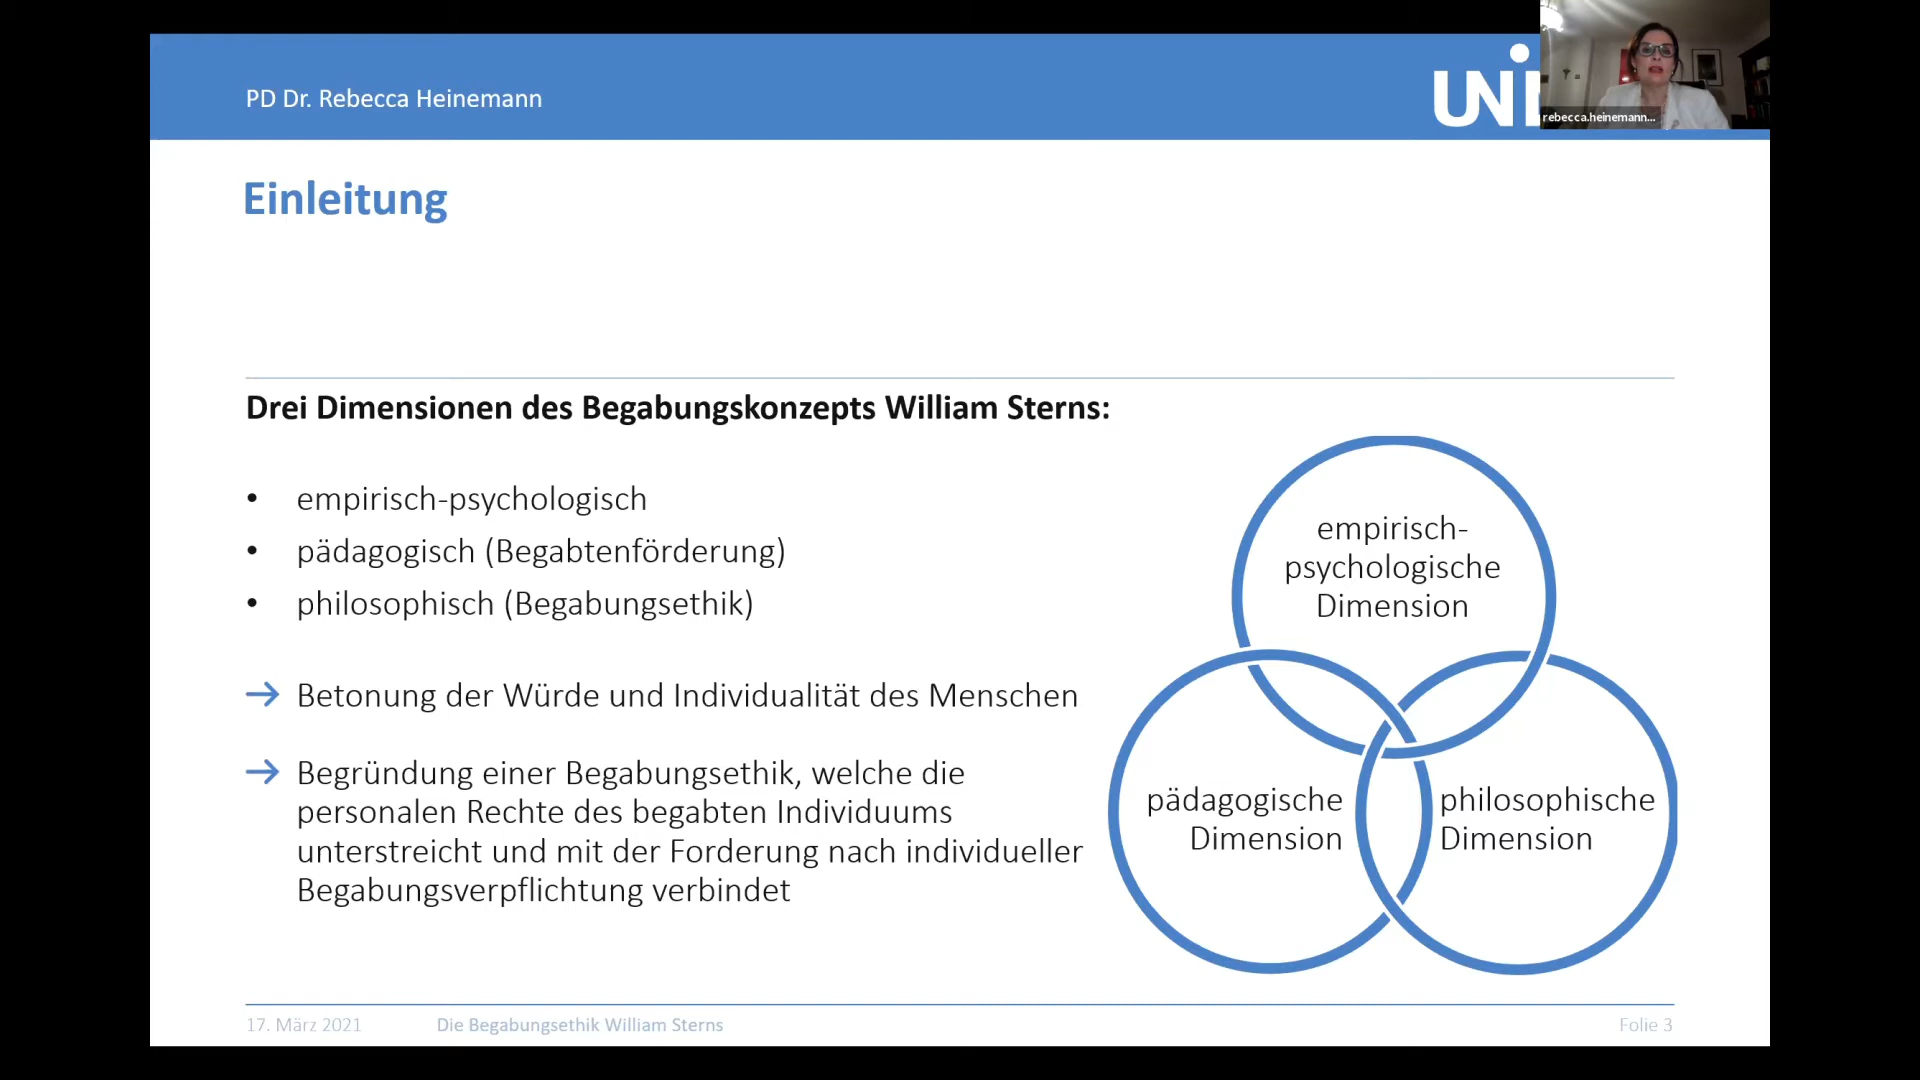 PD Dr. Rebecca Heinemann
UNI
rebecca.heinemann...
Einleitung
Drei Dimensionen des Begabungskonzepts William Sterns:
• empirisch-psychologisch
• pädagogisch (Begabtenförderung)
• philosophisch (Begabungsethik)
→ Betonung der Würde und Individualität des Menschen
→ Begründung einer Begabungsethik, welche die
personalen Rechte des begabten Individuums
unterstreicht und mit der Forderung nach individueller
Begabungsverpflichtung verbindet
empirisch-
psychologische
Dimension
pädagogische
Dimension
philosophische
Dimension
17. März 2021
Die Begabungsethik William Sterns
Folie 3